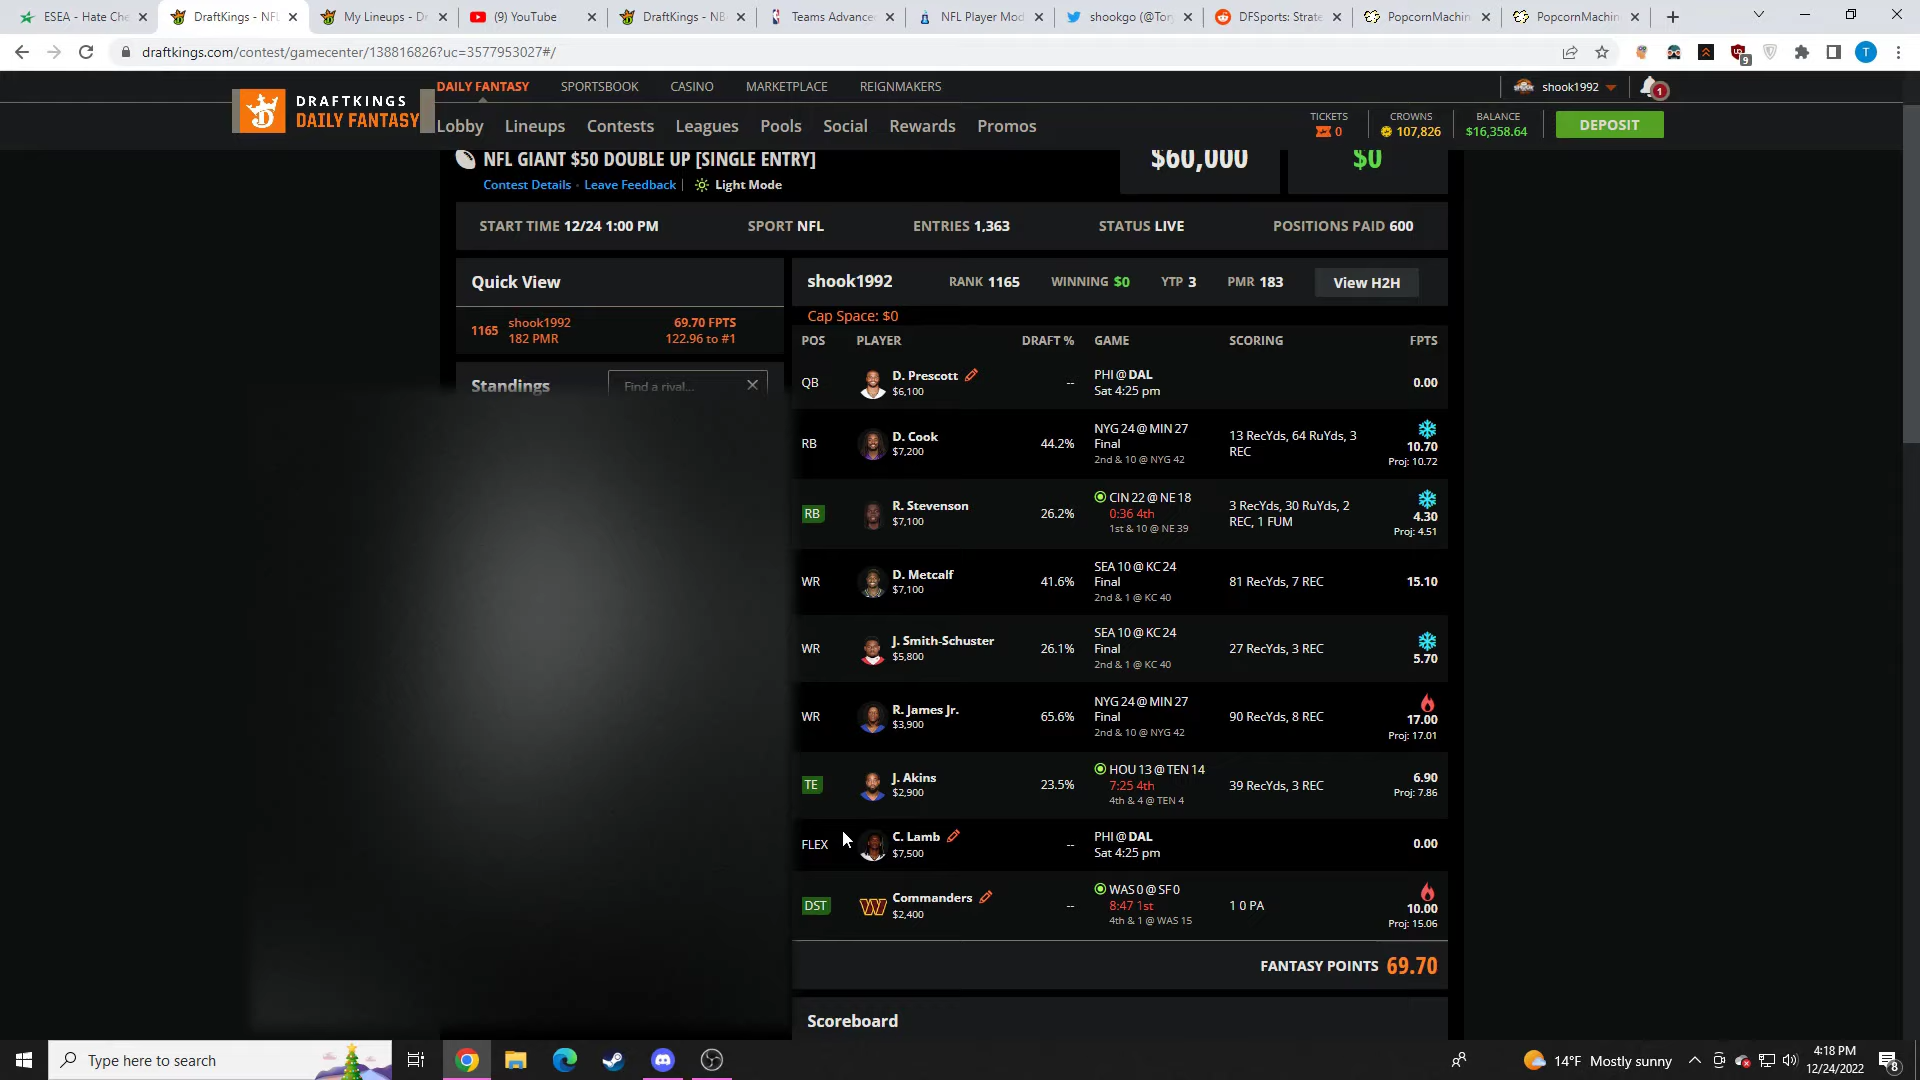 ESEA - Hate Che
DraftKings - NFL
My Lineups - Dr
(9) YouTube
DraftKings - NB
Teams Advance
NFL Player Mod
shookgo (@Tony
DFSports: Strate
PopcornMachin
PopcornMachin
draftkings.com/contest/gamecenter/138816826?uc=3577953027#/
9
T
DRAFTKINGS
DAILY FANTASY
DAILY FANTASY SPORTSBOOK CASINO MARKETPLACE REIGNMAKERS
shook1992
1
Lobby Lineups Contests Leagues Pools Social Rewards Promos
TICKETS
0
CROWNS
107,826
BALANCE
$16,358.64
DEPOSIT
NFL GIANT $50 DOUBLE UP [SINGLE ENTRY]
$60,000
$0
Contest Details · Leave Feedback | Light Mode
START TIME 12/24 1:00 PM SPORT NFL ENTRIES 1,363 STATUS LIVE POSITIONS PAID 600
Quick View
1165 shook1992 69.70 FPTS
182 PMR 122.96 to #1
Standings
Find a rival...
shook1992 RANK 1165 WINNING $0 YTP 3 PMR 183 View H2H
Cap Space: $0
POS PLAYER DRAFT % GAME SCORING FPTS
QB D. Prescott $6,100 -- PHI @ DAL Sat 4:25 pm 0.00
RB D. Cook $7,200 44.2% NYG 24 @ MIN 27 Final 2nd & 10 @ NYG 42 13 RecYds, 64 RuYds, 3 REC 10.70 Proj: 10.72
RB R. Stevenson $7,100 26.2% CIN 22 @ NE 18 0:36 4th 1st & 10 @ NE 39 3 RecYds, 30 RuYds, 2 REC, 1 FUM 4.30 Proj: 4.51
WR D. Metcalf $7,100 41.6% SEA 10 @ KC 24 Final 2nd & 1 @ KC 40 81 RecYds, 7 REC 15.10
WR J. Smith-Schuster $5,800 26.1% SEA 10 @ KC 24 Final 2nd & 1 @ KC 40 27 RecYds, 3 REC 5.70
WR R. James Jr. $3,900 65.6% NYG 24 @ MIN 27 Final 2nd & 10 @ NYG 42 90 RecYds, 8 REC 17.00 Proj: 17.01
TE J. Akins $2,900 23.5% HOU 13 @ TEN 14 7:25 4th 4th & 4 @ TEN 4 39 RecYds, 3 REC 6.90 Proj: 7.86
FLEX C. Lamb $7,500 -- PHI @ DAL Sat 4:25 pm 0.00
DST Commanders $2,400 -- WAS 0 @ SF 0 8:47 1st 4th & 1 @ WAS 15 1 0 PA 10.00 Proj: 15.06
FANTASY POINTS 69.70
Scoreboard
Type here to search
14°F Mostly sunny
4:18 PM
12/24/2022
8